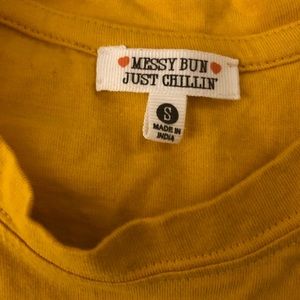 MESSY BUN
JUST CHILLIN'
S
MADE IN
INDIA